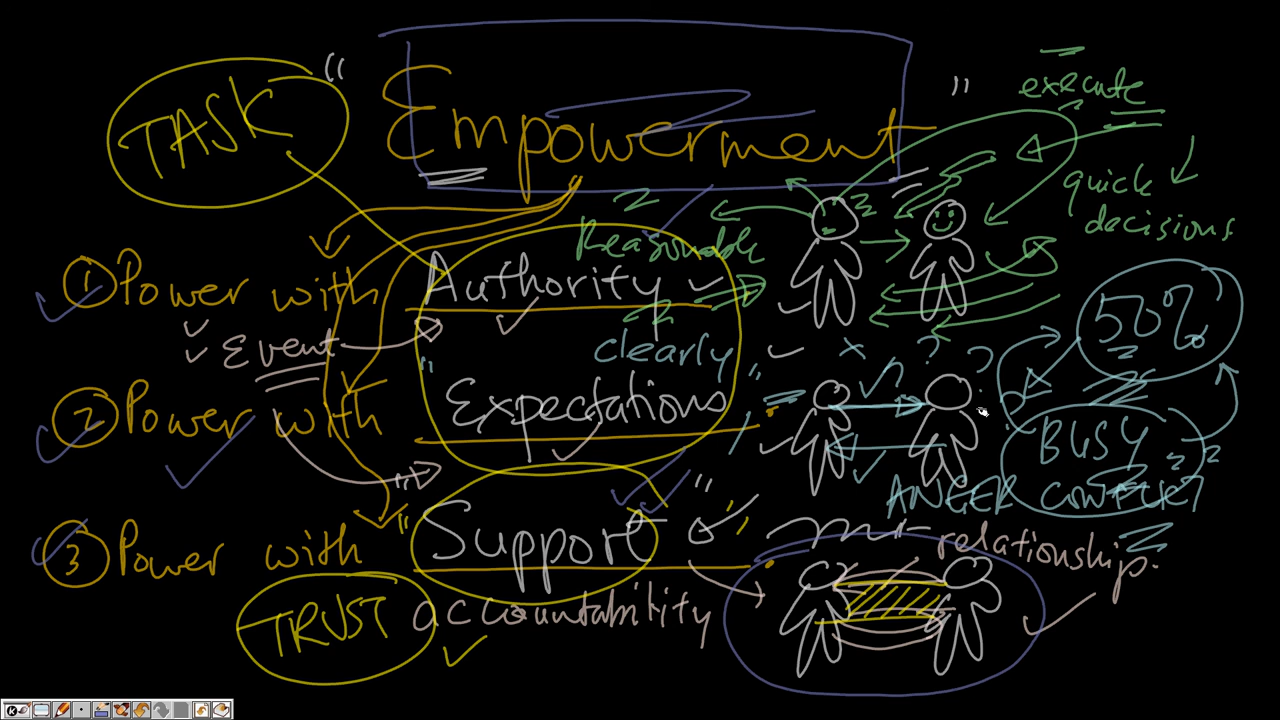 TASK
" Empowerment "
execute
quick
decisions
Reasonable
① Power with Authority
Event
clearly
50%
② Power with " Expectations "
BUSY
ANGER CONFLICT
③ Power with " Support "
relationship.
TRUST accountability